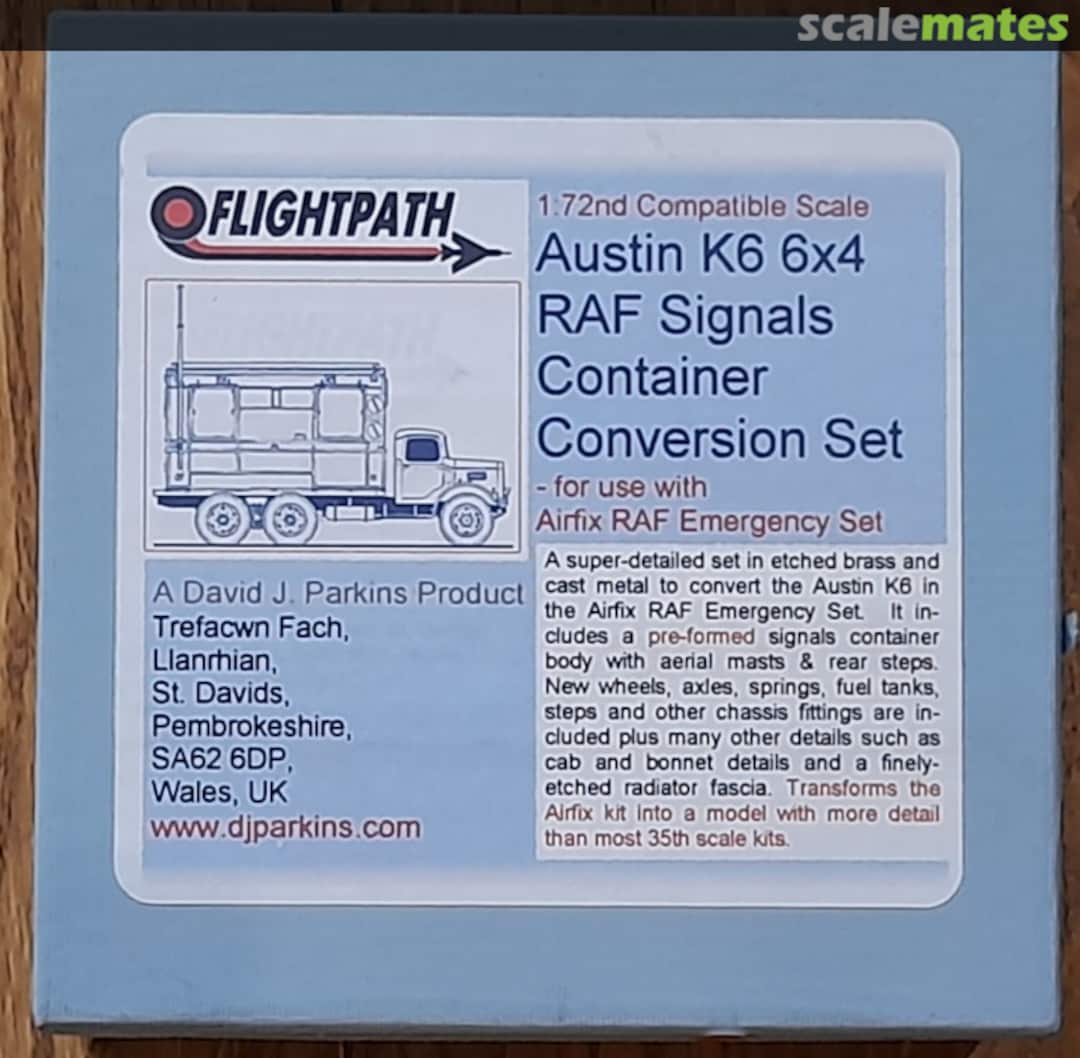 scalemates
FLIGHTPATH
1:72nd Compatible Scale
Austin K6 6x4
RAF Signals
Container
Conversion Set
- for use with
Airfix RAF Emergency Set
A super-detailed set in etched brass and
cast metal to convert the Austin K6 in
the Airfix RAF Emergency Set. It in-
cludes a pre-formed signals container
body with aerial masts & rear steps.
New wheels, axles, springs, fuel tanks,
steps and other chassis fittings are in-
cluded plus many other details such as
cab and bonnet details and a finely-
etched radiator fascia. Transforms the
Airfix kit into a model with more detail
than most 35th scale kits.
A David J. Parkins Product
Trefacwn Fach,
Llanrhian,
St. Davids,
Pembrokeshire,
SA62 6DP,
Wales, UK
www.djparkins.com